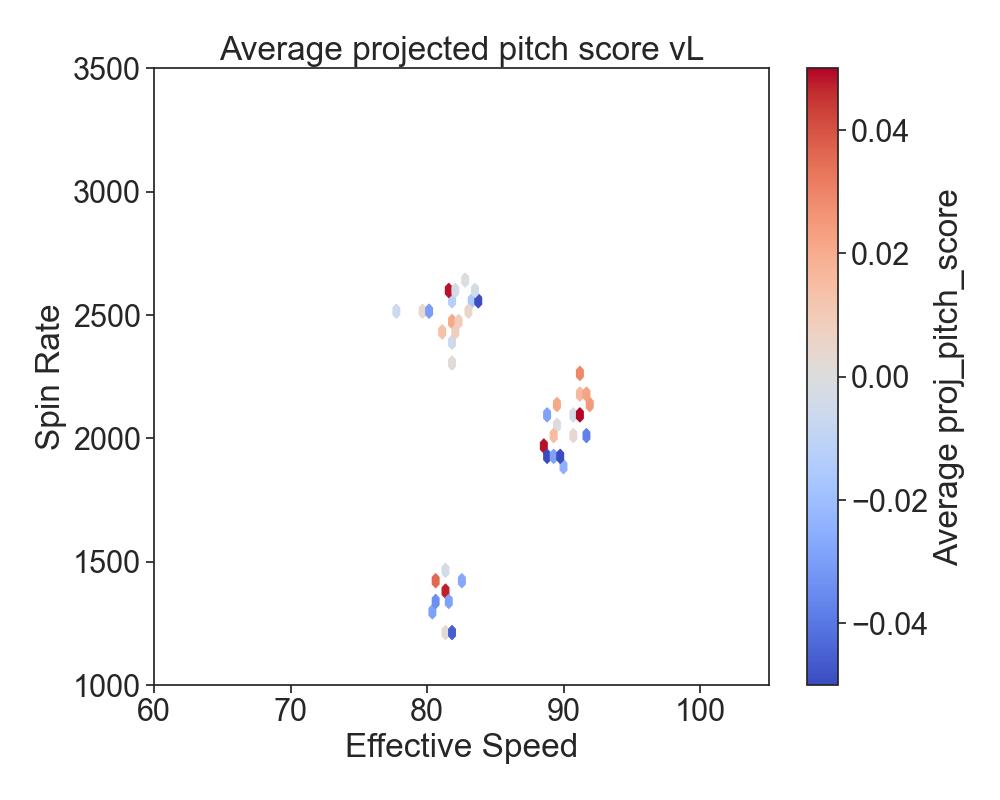 Average projected pitch score vL
3500
3000
2500
2000
1500
1000
Spin Rate
60 70 80 90 100
Effective Speed
0.04
0.02
0.00
−0.02
−0.04
Average proj_pitch_score